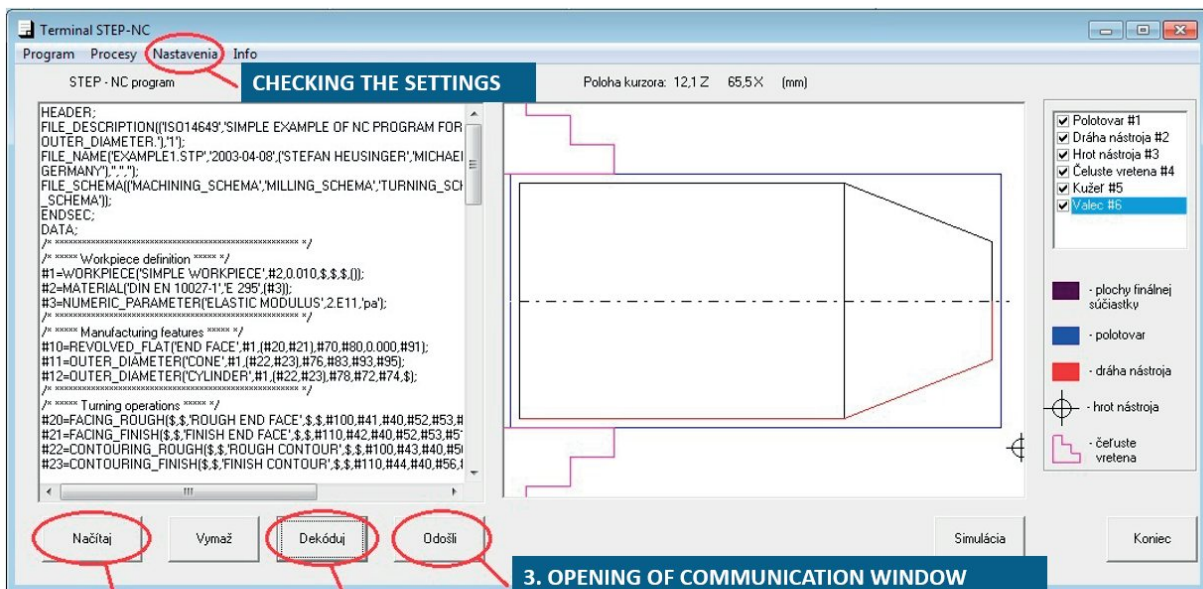 Terminal STEP-NC
Program Procesy Nastavenia Info
STEP - NC program
CHECKING THE SETTINGS
Poloha kurzora: 12,1 Z 65,5 X (mm)
HEADER;
FILE_DESCRIPTION(('ISO14649','SIMPLE EXAMPLE OF NC PROGRAM FOR
OUTER_DIAMETER.'),'1');
FILE_NAME('EXAMPLE1.STP','2003-04-08',('STEFAN HEUSINGER','MICHAEL
GERMANY'),'','','');
FILE_SCHEMA(('MACHINING_SCHEMA','MILLING_SCHEMA','TURNING_SCH
_SCHEMA'));
ENDSEC;
DATA;
/* ***** Workpiece definition ***** */
#1=WORKPIECE('SIMPLE WORKPIECE',#2,0.010,$,$,$,());
#2=MATERIAL('DIN EN 10027-1','E 295',(#3));
#3=NUMERIC_PARAMETER('ELASTIC MODULUS',2.E11,'pa');
/* ***** Manufacturing features ***** */
#10=REVOLVED_FLAT('END FACE',#1,(#20,#21),#70,#80,0.000,#91);
#11=OUTER_DIAMETER('CONE',#1,(#22,#23),#76,#83,#93,#95);
#12=OUTER_DIAMETER('CYLINDER',#1,(#22,#23),#78,#72,#74,$);
/* ***** Turning operations ***** */
#20=FACING_ROUGH($,$,'ROUGH END FACE',$,$,#100,#41,#40,#52,#53,#
#21=FACING_FINISH($,$,'FINISH END FACE',$,$,#110,#42,#40,#52,#53,#5
#22=CONTOURING_ROUGH($,$,'ROUGH CONTOUR',$,$,#100,#43,#40,#5
#23=CONTOURING_FINISH($,$,'FINISH CONTOUR',$,$,#110,#44,#40,#56,
Polotovar #1
Dráha nástroja #2
Hrot nástroja #3
Čeľuste vretena #4
Kužeľ #5
Valec #6
- plochy finálnej
súčiastky
- polotovar
- dráha nástroja
- hrot nástroja
- čeľuste
vretena
Načítaj Vymaž Dekóduj Odošli Simulácia Koniec
3. OPENING OF COMMUNICATION WINDOW